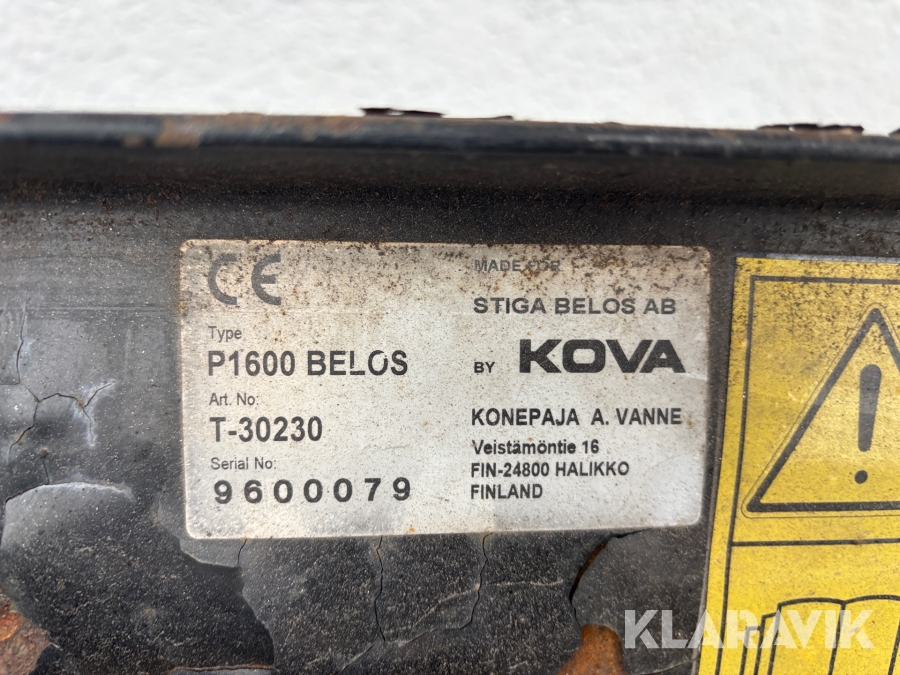 CE
MADE FOR
STIGA BELOS AB
Type
P1600 BELOS
BY KOVA
Art. No:
T-30230
KONEPAJA A. VANNE
Veistämöntie 16
Serial No:
9600079
FIN-24800 HALIKKO
FINLAND
KLARAVIK